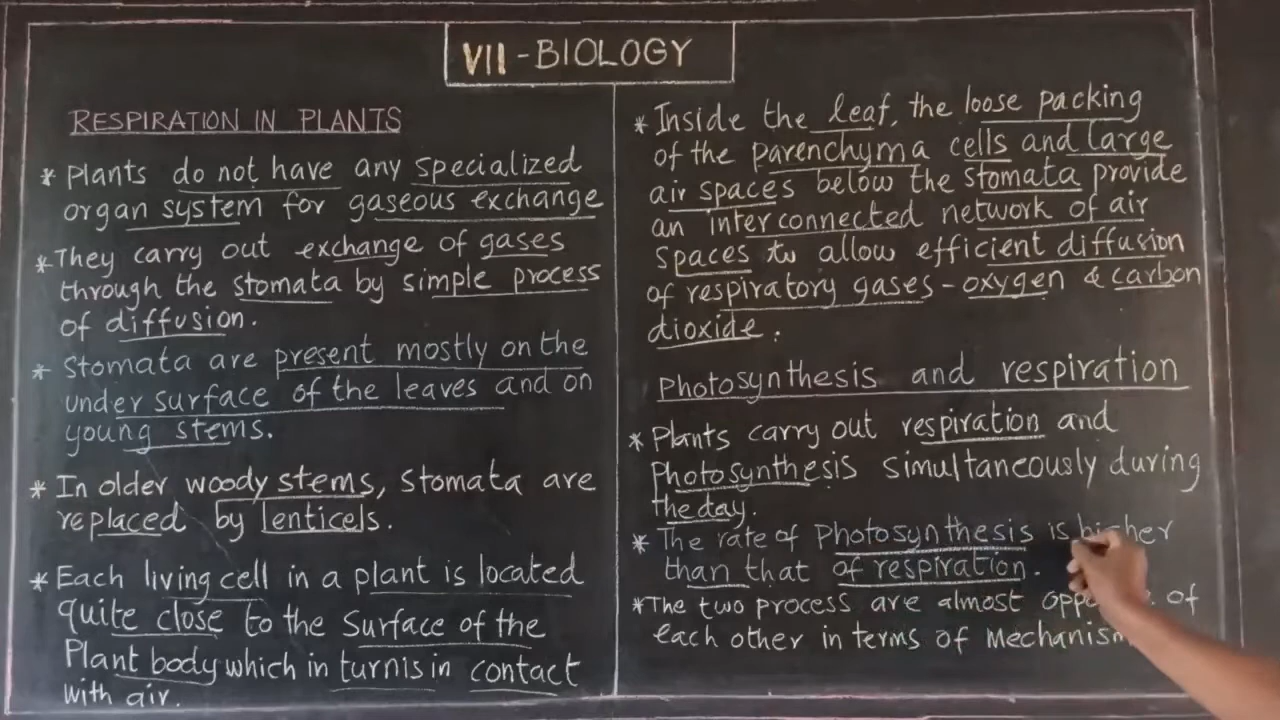 VII - BIOLOGY
RESPIRATION IN PLANTS
* Plants do not have any specialized
organ system for gaseous exchange
* They carry out exchange of gases
through the stomata by simple process
of diffusion.
* Stomata are present mostly on the
under surface of the leaves and on
young stems.
* In older woody stems, stomata are
replaced by lenticels.
* Each living cell in a plant is located
quite close to the surface of the
Plant body which in turn is in contact
with air.
* Inside the leaf, the loose packing
of the parenchyma cells and large
air spaces below the stomata provide
an interconnected network of air
spaces to allow efficient diffusion
of respiratory gases - oxygen & carbon
dioxide.
Photosynthesis and respiration
* Plants carry out respiration and
Photosynthesis simultaneously during
the day.
* The rate of Photosynthesis is higher
than that of respiration.
* The two process are almost of
each other in terms of